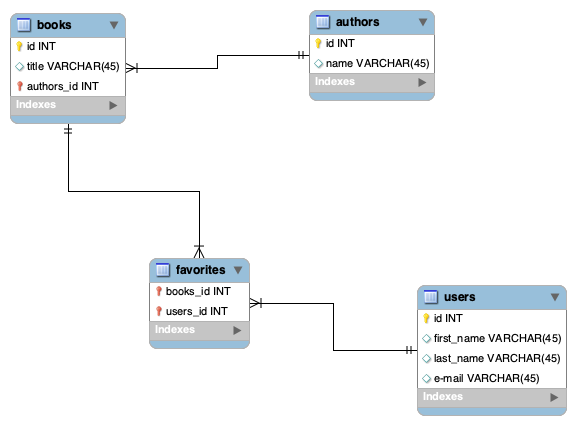 books
id INT
title VARCHAR(45)
authors_id INT
Indexes
authors
id INT
name VARCHAR(45)
Indexes
favorites
books_id INT
users_id INT
Indexes
users
id INT
first_name VARCHAR(45)
last_name VARCHAR(45)
e-mail VARCHAR(45)
Indexes